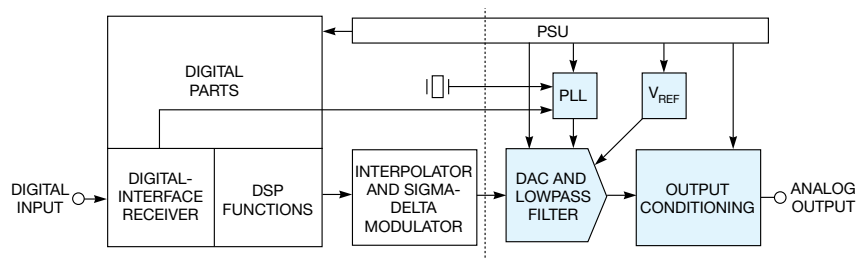 PSU
DIGITAL
PARTS
PLL
VREF
DIGITAL
INPUT
DIGITAL-
INTERFACE
RECEIVER
DSP
FUNCTIONS
INTERPOLATOR
AND SIGMA-
DELTA
MODULATOR
DAC AND
LOWPASS
FILTER
OUTPUT
CONDITIONING
ANALOG
OUTPUT